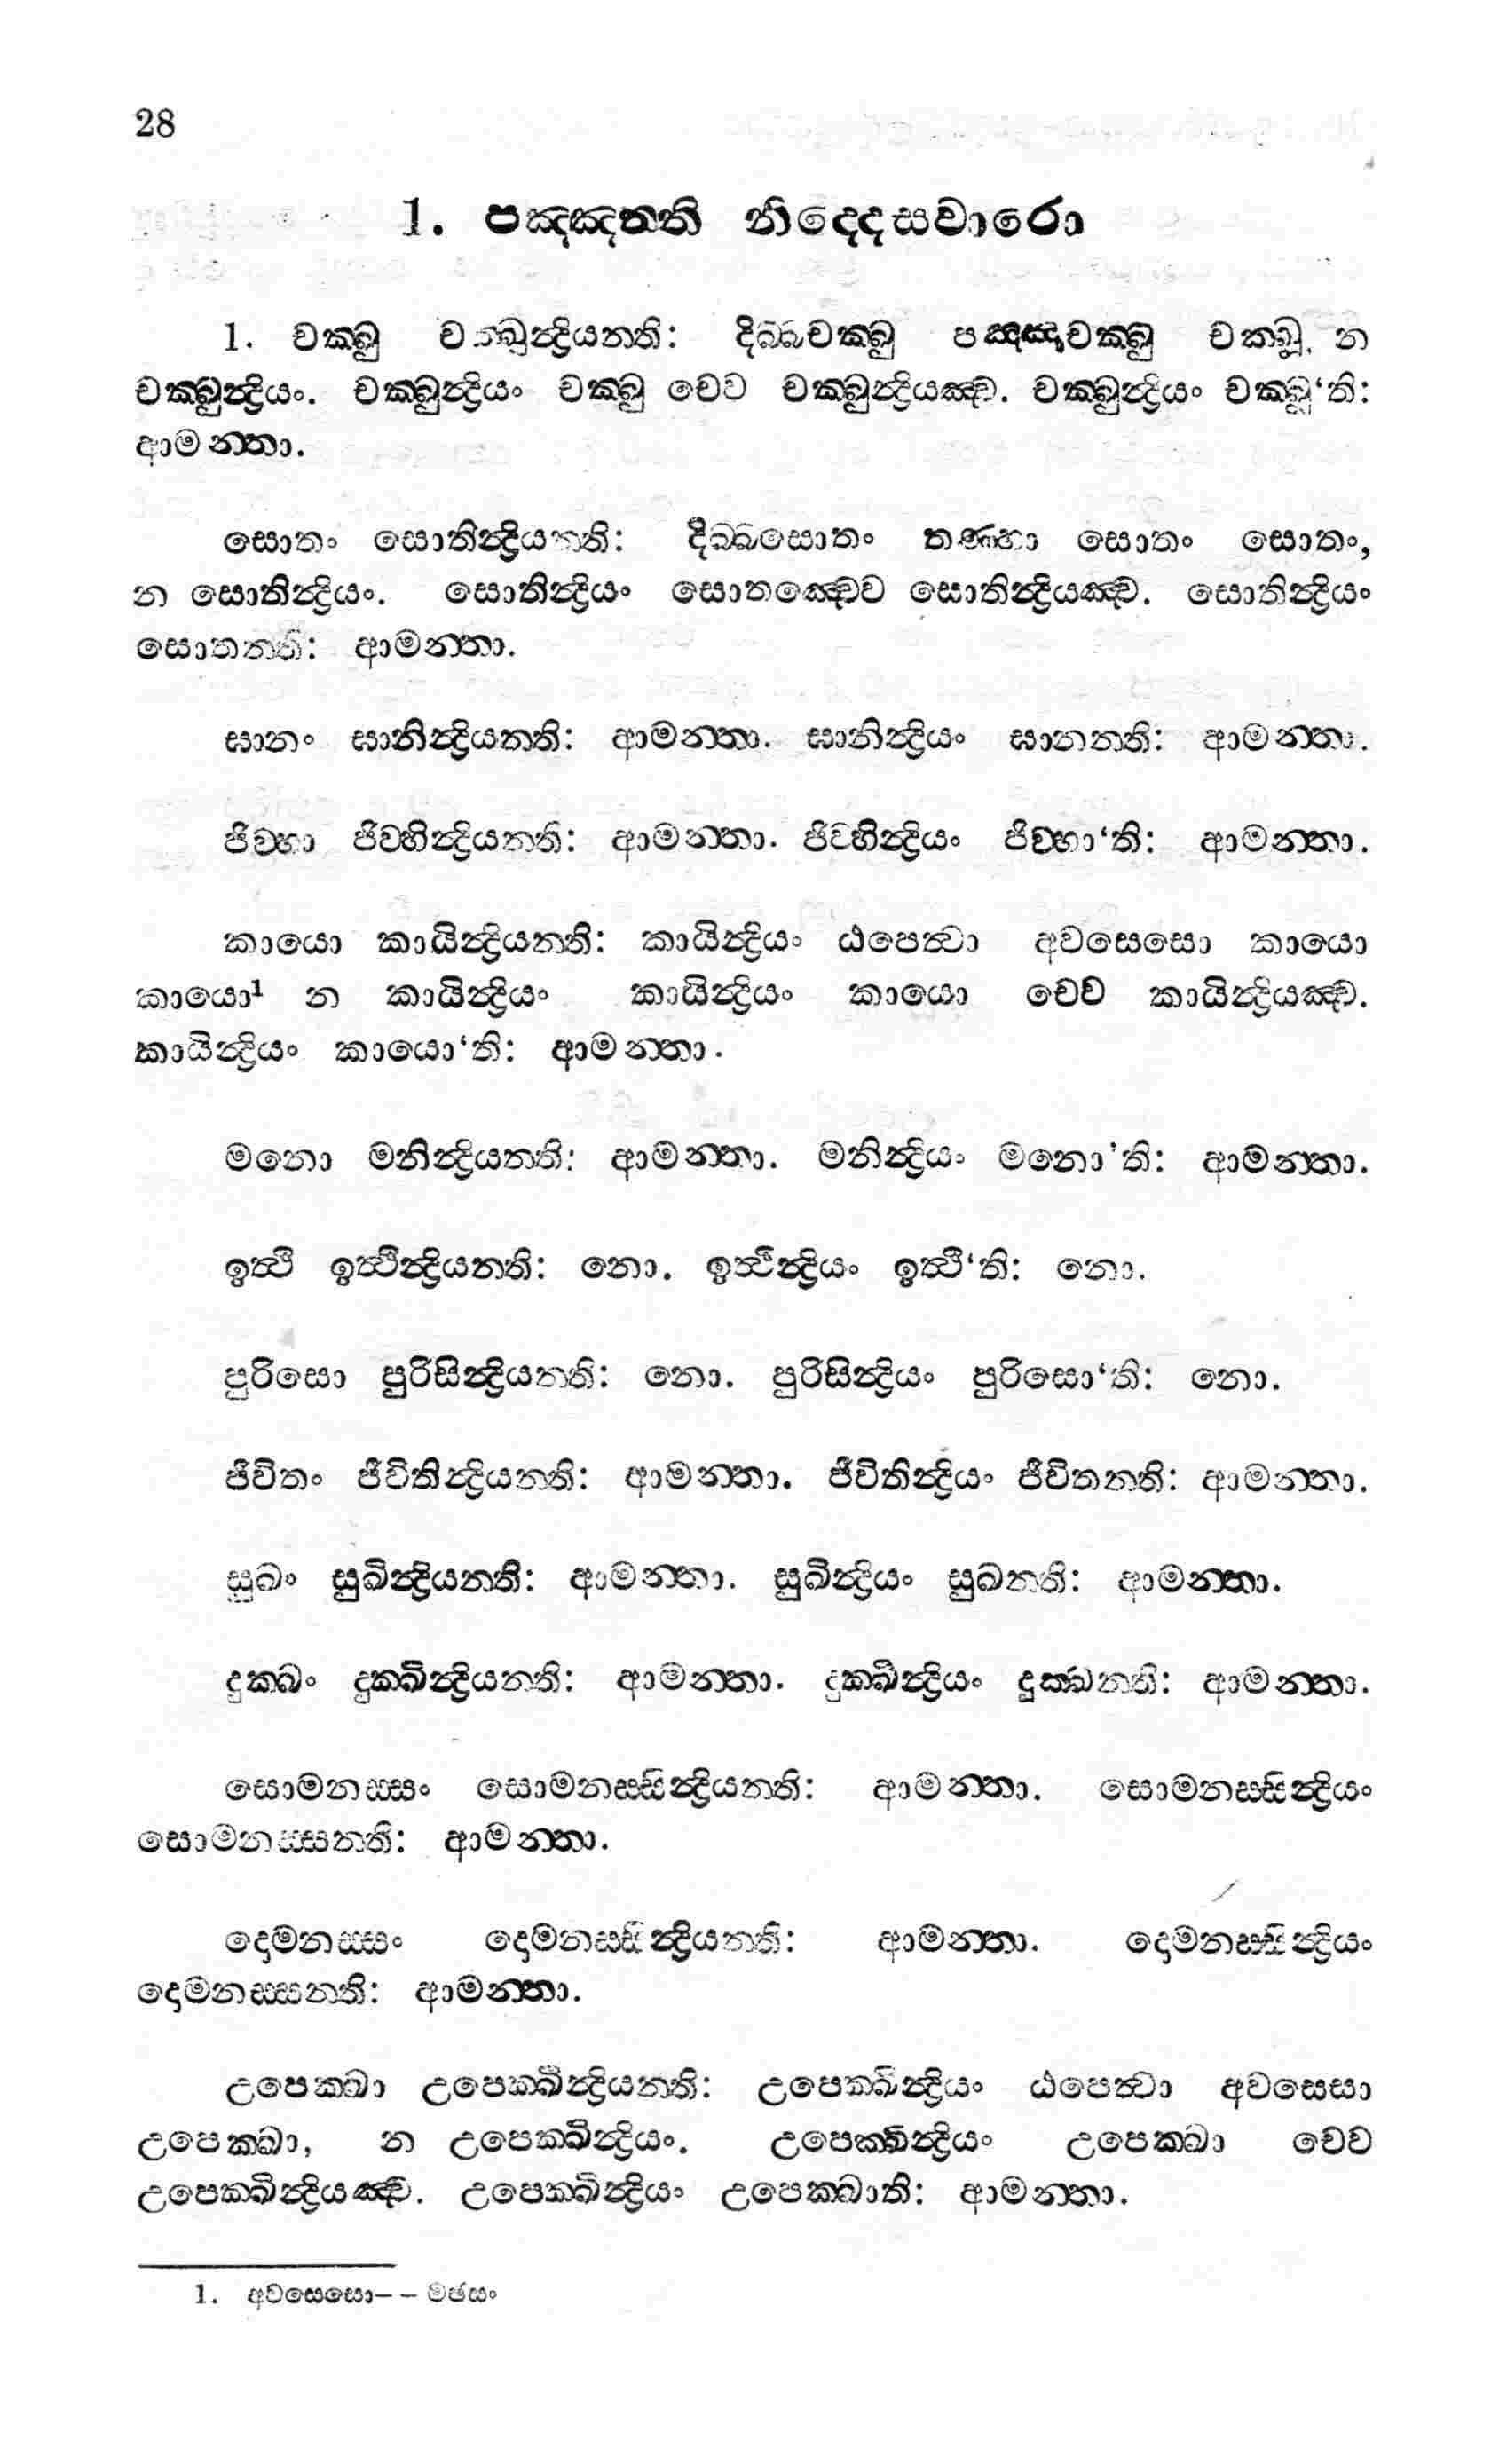 28
1. පඤ්ඤත්ති නිද්දෙසවාරො
1. චක්ඛු චක්ඛුන්ද්‍රියන්ති: දිබ්බචක්ඛු පඤ්ඤාචක්ඛු චක්ඛූ, න
චක්ඛුන්ද්‍රියං. චක්ඛුන්ද්‍රියං චක්ඛු චෙව චක්ඛුන්ද්‍රියඤ්ච. චක්ඛුන්ද්‍රියං චක්ඛූ‘ති:
ආමන්තා.
සොතං සොතින්ද්‍රියන්ති: දිබ්බසොතං තණ්හා සොතං සොතං,
න සොතින්ද්‍රියං. සොතින්ද්‍රියං සොතඤ්චෙව සොතින්ද්‍රියඤ්ච. සොතින්ද්‍රියං
සොතන්ති: ආමන්තා.
ඝානං ඝානින්ද්‍රියන්ති: ආමන්තා. ඝානින්ද්‍රියං ඝානන්ති: ආමන්තා.
ජිව්හා ජිව්හින්ද්‍රියන්ති: ආමන්තා. ජිව්හින්ද්‍රියං ජිව්හා‘ති: ආමන්තා.
කායො කායින්ද්‍රියන්ති: කායින්ද්‍රියං ඨපෙත්වා අවසෙසො කායො
කායො¹ න කායින්ද්‍රියං කායින්ද්‍රියං කායො චෙව කායින්ද්‍රියඤ්ච.
කායින්ද්‍රියං කායො‘ති: ආමන්තා.
මනො මනින්ද්‍රියන්ති: ආමන්තා. මනින්ද්‍රියං මනො’ති: ආමන්තා.
ඉත්ථි ඉත්ථින්ද්‍රියන්ති: නො. ඉත්ථින්ද්‍රියං ඉත්ථී‘ති: නො.
පුරිසො පුරිසින්ද්‍රියන්ති: නො. පුරිසින්ද්‍රියං පුරිසො‘ති: නො.
ජීවිතං ජීවිතින්ද්‍රියන්ති: ආමන්තා. ජීවිතින්ද්‍රියං ජීවිතන්ති: ආමන්තා.
සුඛං සුඛින්ද්‍රියන්ති: ආමන්තා. සුඛින්ද්‍රියං සුඛන්ති: ආමන්තා.
දුක්ඛං දුක්ඛින්ද්‍රියන්ති: ආමන්තා. දුක්ඛින්ද්‍රියං දූක්ඛන්ති: ආමන්තා.
සොමනස්සං සොමනස්සින්ද්‍රියන්ති: ආමන්තා. සොමනස්සින්ද්‍රියං
සොමනස්සන්ති: ආමන්තා.
දොමනස්සං දොමනස්සින්ද්‍රියන්ති: ආමන්තා. දොමනස්සින්ද්‍රියං
දොමනස්සන්ති: ආමන්තා.
උපෙක්ඛා උපෙක්ඛින්ද්‍රියන්ති: උපෙක්ඛින්ද්‍රියං ඨපෙත්වා අවසෙසා
උපෙක්ඛා, න උපෙක්ඛින්ද්‍රියං. උපෙක්ඛින්ද්‍රියං උපෙක්ඛා චෙව
උපෙක්ඛින්ද්‍රියඤ්ච. උපෙක්ඛින්ද්‍රියං උපෙක්ඛාති: ආමන්තා.
1. අවසෙසො– – මඡසං